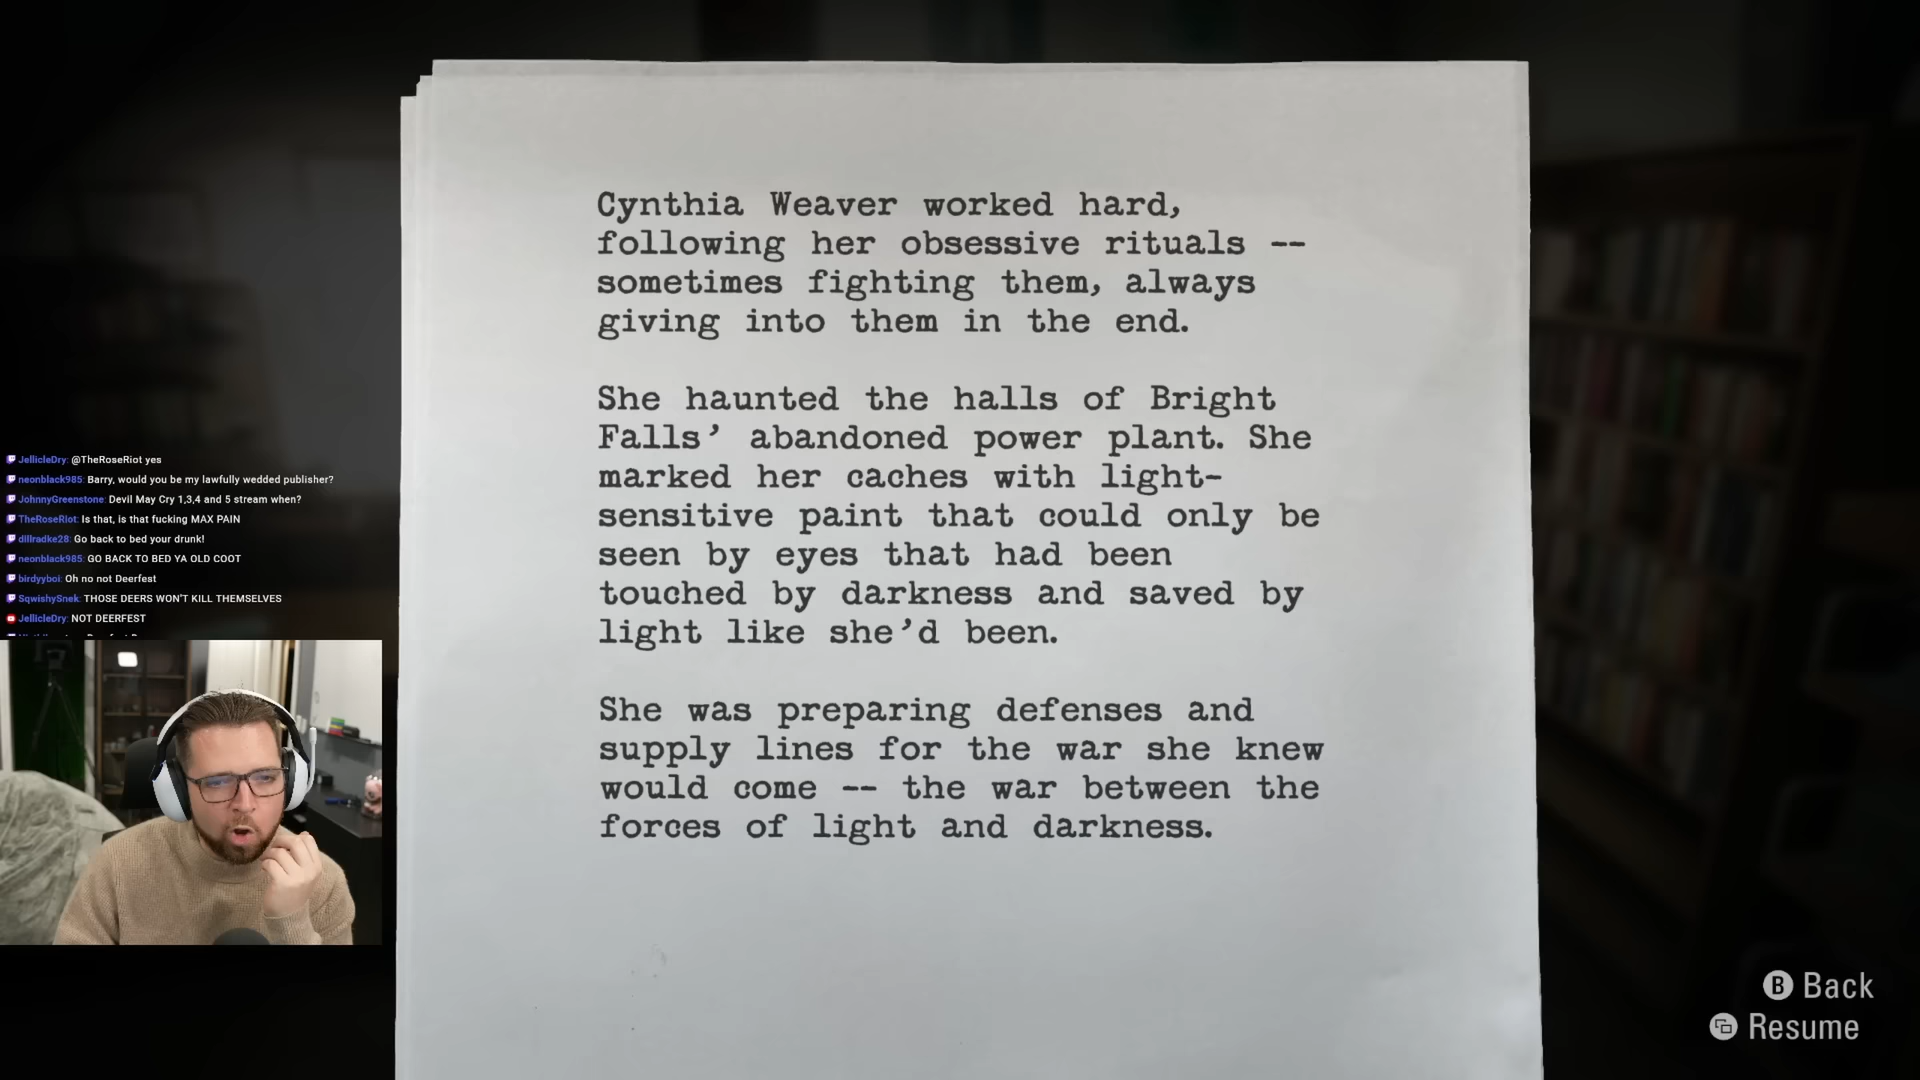 Cynthia Weaver worked hard,
following her obsessive rituals --
sometimes fighting them, always
giving into them in the end.
She haunted the halls of Bright
Falls’ abandoned power plant. She
marked her caches with light-
sensitive paint that could only be
seen by eyes that had been
touched by darkness and saved by
light like she’d been.
She was preparing defenses and
supply lines for the war she knew
would come -- the war between the
forces of light and darkness.
JellicleDry: @TheRoseRiot yes
neonblack985: Barry, would you be my lawfully wedded publisher?
JohnnyGreenstone: Devil May Cry 1,3,4 and 5 stream when?
TheRoseRiot: Is that, is that fucking MAX PAIN
dillradke28: Go back to bed your drunk!
neonblack985: GO BACK TO BED YA OLD COOT
birdyyboi: Oh no not Deerfest
SqwishySnek: THOSE DEERS WON'T KILL THEMSELVES
JellicleDry: NOT DEERFEST
B Back
Resume